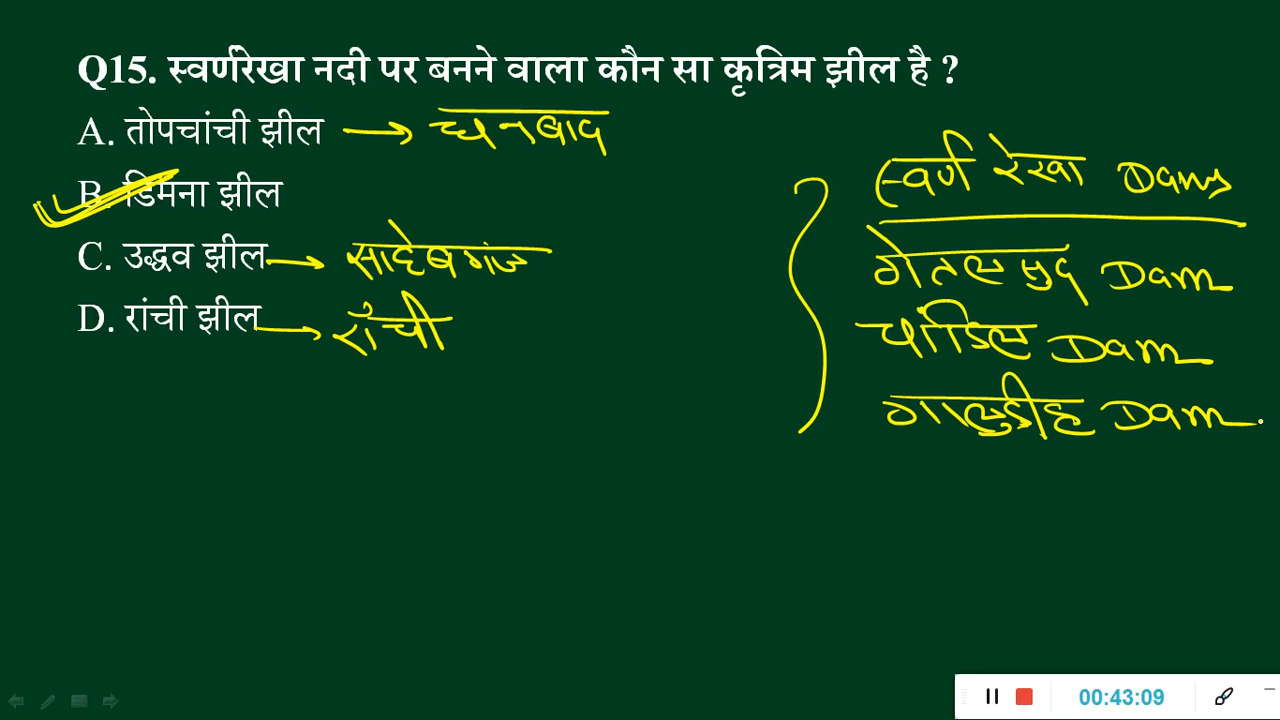 Q15. स्वर्णरेखा नदी पर बनने वाला कौन सा कृत्रिम झील है ?
A. तोपचांची झील → धनबाद
B. डिमना झील
C. उद्धव झील → साहेबगंज
D. रांची झील → राँची
स्वर्ण रेखा Dams
गेतलसुद Dam
चांडिल Dam
गालुडीह Dam
00:43:09